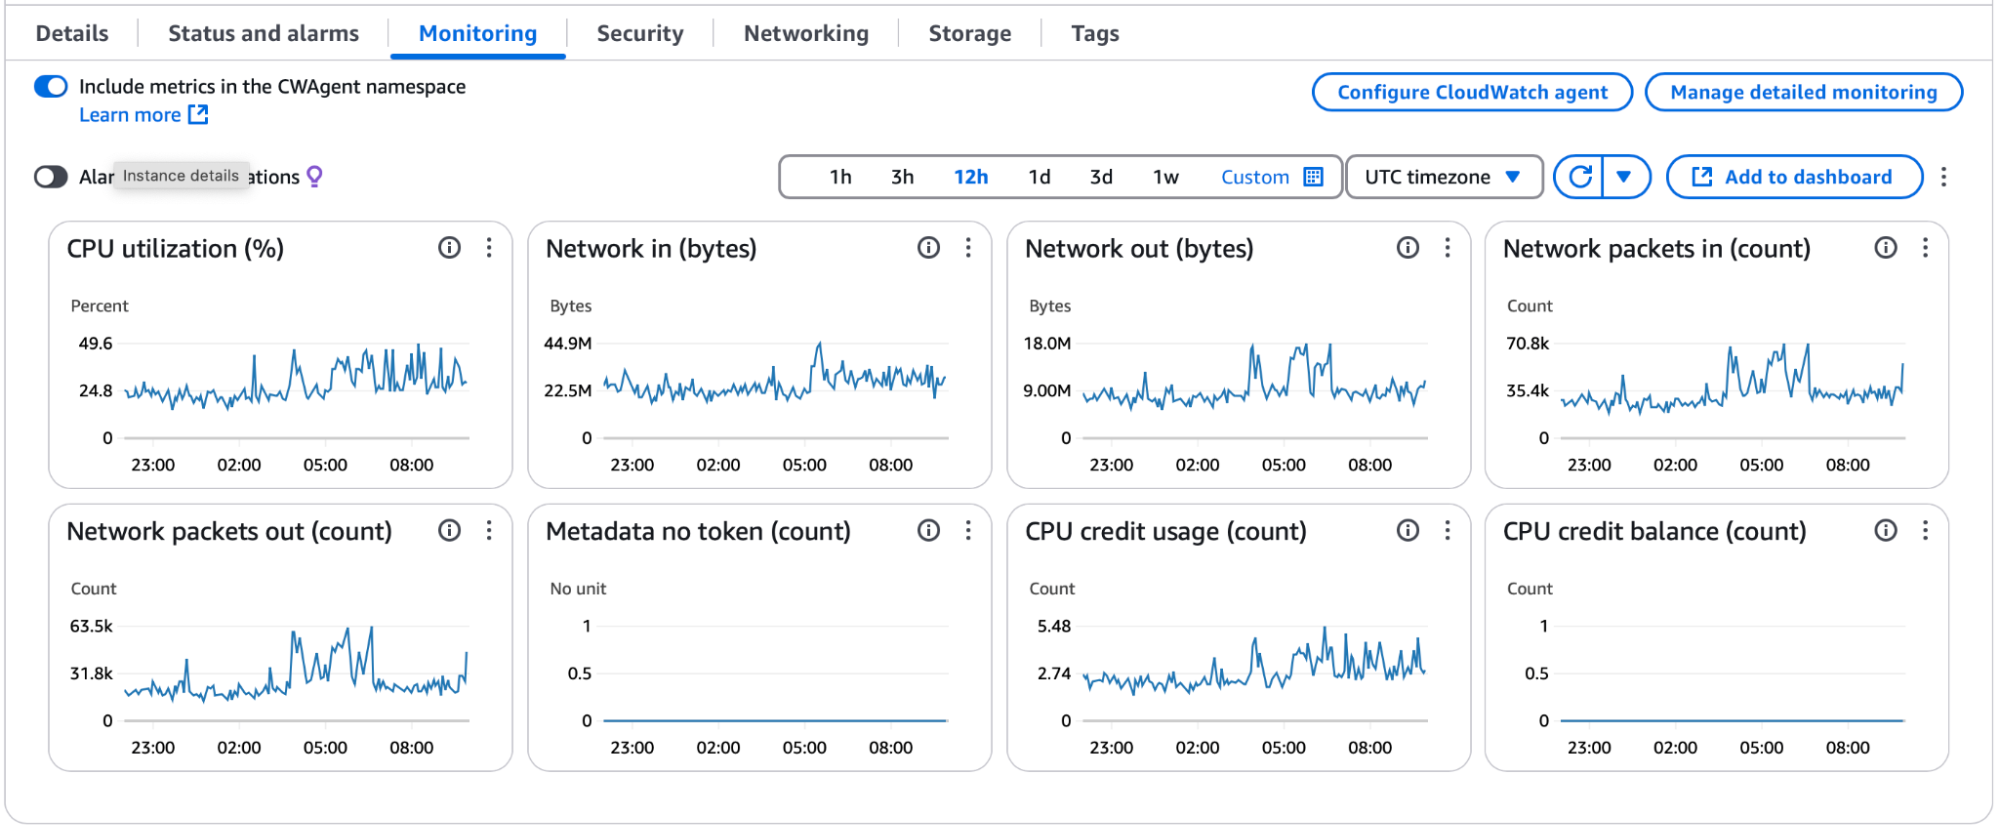 Details
Status and alarms
Monitoring
Security
Networking
Storage
Tags
Include metrics in the CWAgent namespace
Learn more
Configure CloudWatch agent
Manage detailed monitoring
Instance details
1h
3h
12h
1d
3d
1w
Custom
UTC timezone
Add to dashboard
CPU utilization (%)
Percent
49.6
24.8
0
23:00 02:00 05:00 08:00
Network in (bytes)
Bytes
44.9M
22.5M
0
23:00 02:00 05:00 08:00
Network out (bytes)
Bytes
18.0M
9.00M
0
23:00 02:00 05:00 08:00
Network packets in (count)
Count
70.8k
35.4k
0
23:00 02:00 05:00 08:00
Network packets out (count)
Count
63.5k
31.8k
0
23:00 02:00 05:00 08:00
Metadata no token (count)
No unit
1
0.5
0
23:00 02:00 05:00 08:00
CPU credit usage (count)
Count
5.48
2.74
0
23:00 02:00 05:00 08:00
CPU credit balance (count)
Count
1
0.5
0
23:00 02:00 05:00 08:00